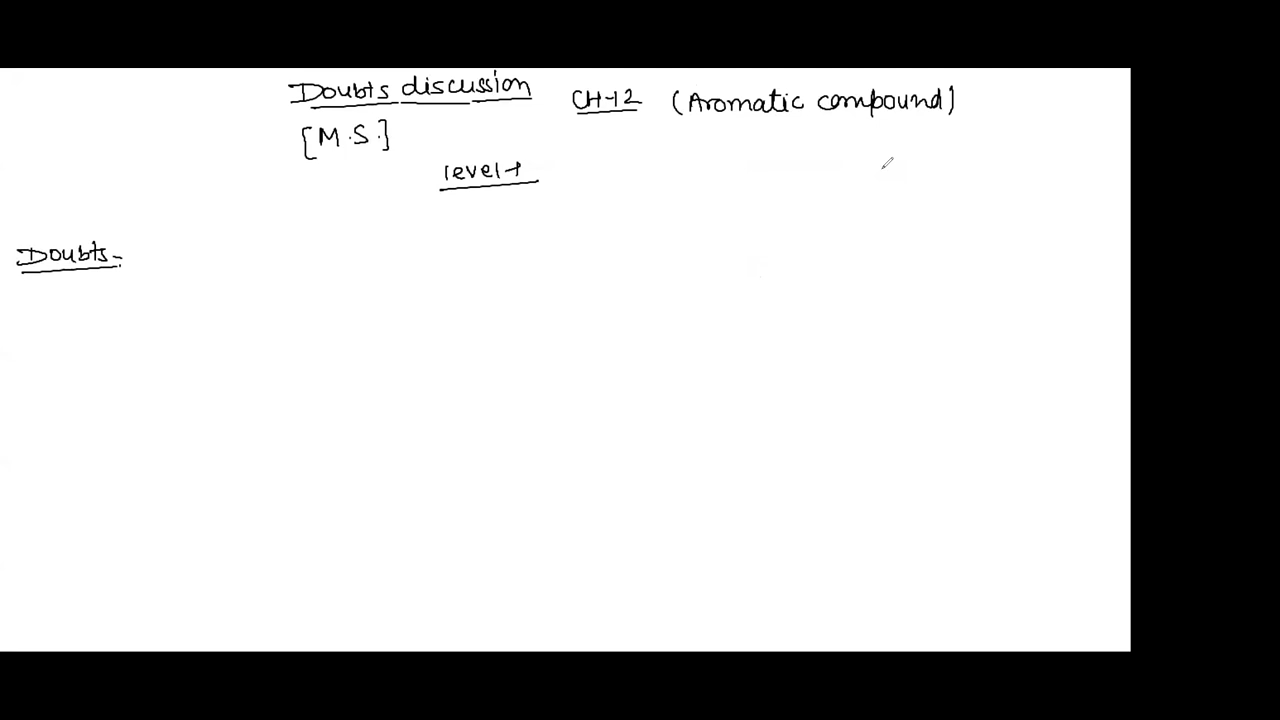 Doubts discussion CH-12 (Aromatic compound)
[M.S.]
level-1
Doubts-